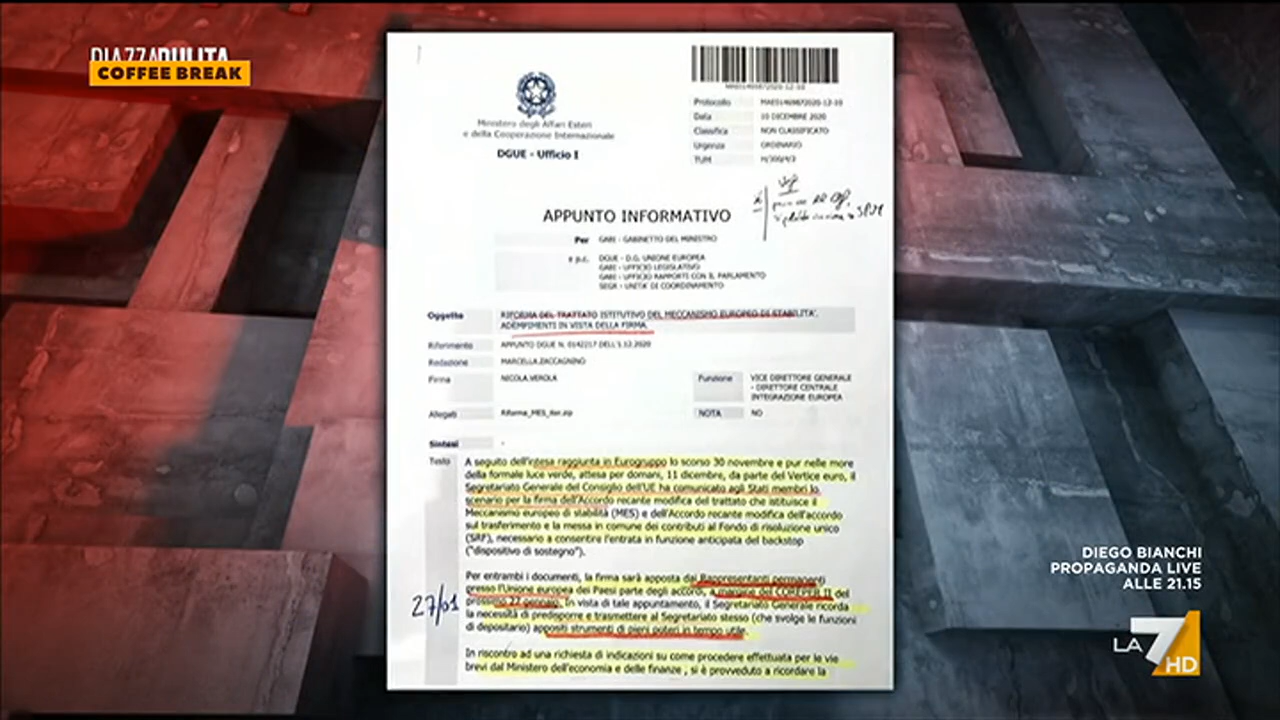 PIAZZAPULITA
COFFEE BREAK
Ministero degli Affari Esteri
e della Cooperazione Internazionale
DGUE - Ufficio I
Protocollo
Data 10 DICEMBRE 2020
Classifica NON CLASSIFICATO
Urgenza ORDINARIO
TUM
APPUNTO INFORMATIVO
Per GABI - GABINETTO DEL MINISTRO
e p.c. DGUE - D.G. UNIONE EUROPEA
GABI - UFFICIO LEGISLATIVO
GABI - UFFICIO RAPPORTI CON IL PARLAMENTO
SEGR - UNITA' DI COORDINAMENTO
Oggetto RIFORMA DEL TRATTATO ISTITUTIVO DEL MECCANISMO EUROPEO DI STABILITA'.
ADEMPIMENTI IN VISTA DELLA FIRMA.
Riferimento APPUNTO DGUE N. 0142217 DELL'1.12.2020
Redazione MARCELLA ZACCAGNINO
Firma NICOLA VEROLA
Funzione VICE DIRETTORE GENERALE
- DIRETTORE CENTRALE
INTEGRAZIONE EUROPEA
Allegati Riforma_MES_iter.zip
NOTA NO
Sintesi -
Testo A seguito dell'intesa raggiunta in Eurogruppo lo scorso 30 novembre e pur nelle more
della formale luce verde, attesa per domani, 11 dicembre, da parte del Vertice euro, il
Segretariato Generale del Consiglio dell'UE ha comunicato agli Stati membri lo
scenario per la firma dell'Accordo recante modifica del trattato che istituisce il
Meccanismo europeo di stabilità (MES) e dell'Accordo recante modifica dell'accordo
sul trasferimento e la messa in comune dei contributi al Fondo di risoluzione unico
(SRF), necessario a consentire l'entrata in funzione anticipata del backstop
("dispositivo di sostegno").
Per entrambi i documenti, la firma sarà apposta dai Rappresentanti permanenti
presso l'Unione europea dei Paesi parte degli accordi, a margine del COREPER II del
prossimo 27 gennaio. In vista di tale appuntamento, il Segretariato Generale ricorda
la necessità di predisporre e trasmettere al Segretariato stesso (che svolge le funzioni
di depositario) appositi strumenti di pieni poteri in tempo utile.
27/01
In riscontro ad una richiesta di indicazioni su come procedere effettuata per le vie
brevi dal Ministero dell'economia e delle finanze , si è provveduto a ricordare la
DIEGO BIANCHI
PROPAGANDA LIVE
ALLE 21.15
LA 7 HD